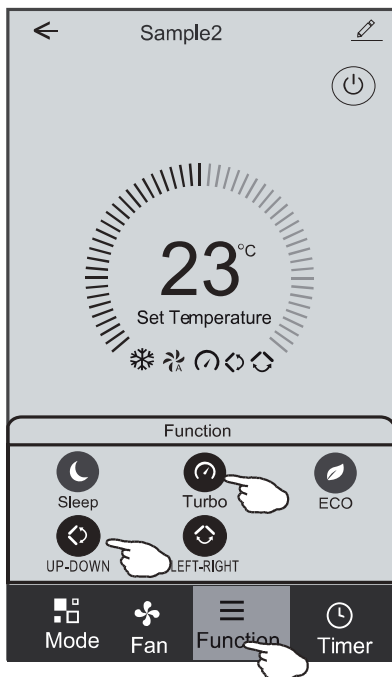 Sample2
23°C
Set Temperature
A
Function
Sleep Turbo ECO
UP-DOWN LEFT-RIGHT
Mode Fan Function Timer